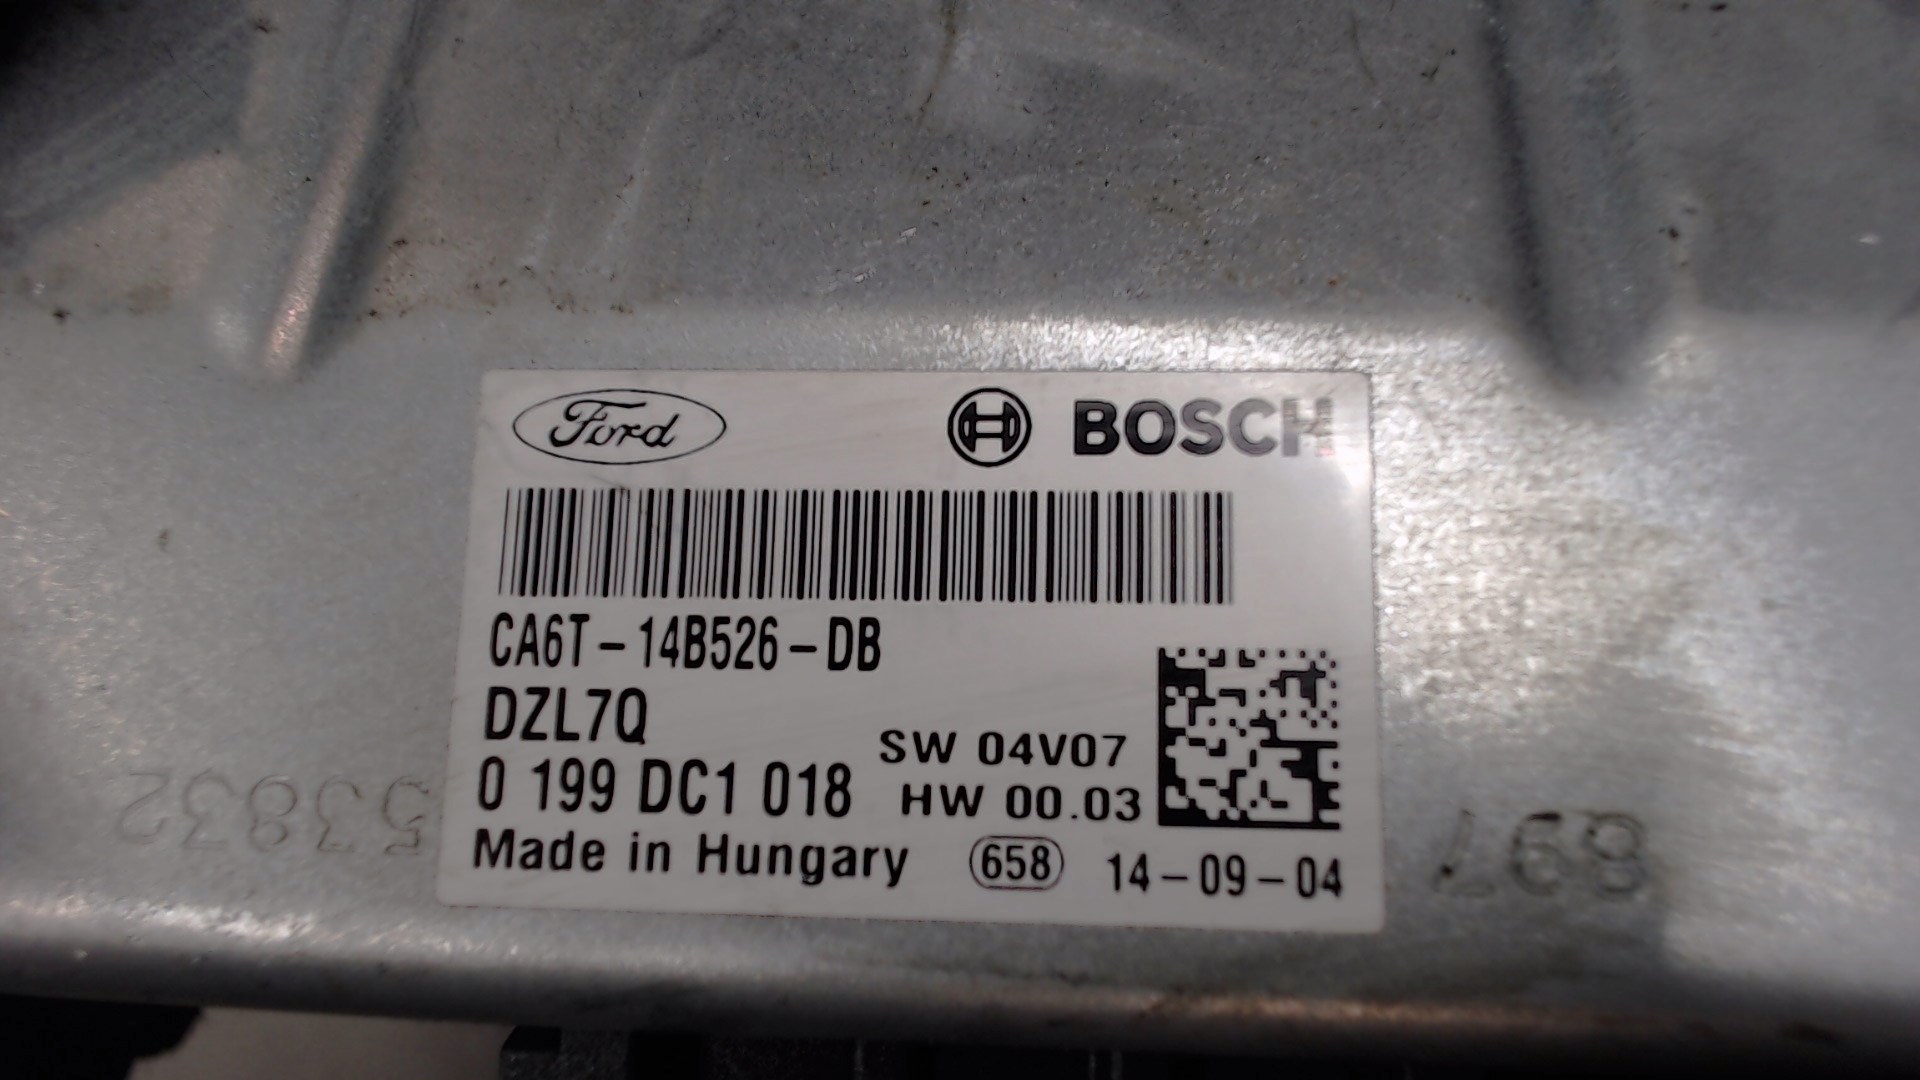 Ford
BOSCH
CA6T-14B526-DB
DZL7Q
0 199 DC1 018
SW 04V07
HW 00.03
Made in Hungary
658
14-09-04
53832